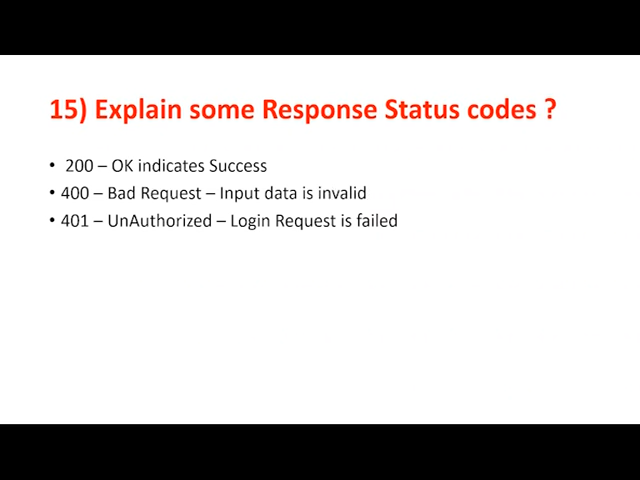 15) Explain some Response Status codes ?
• 200 – OK indicates Success
• 400 – Bad Request – Input data is invalid
• 401 – UnAuthorized – Login Request is failed